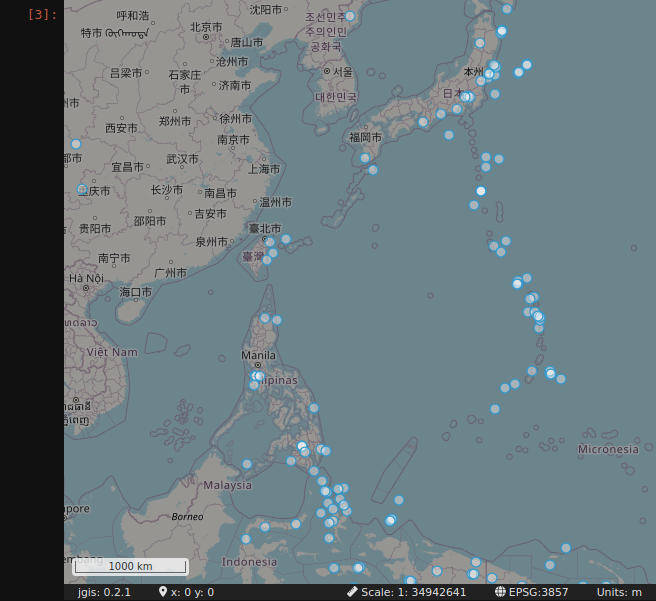 [3]:
沈阳市
呼和浩
特市
조선민주
주의인민
공화국
北京市
唐山市
沧州市
서울
本州
吕梁市
石家庄
市
济南市
日本
대한민국
州市
郑州市
徐州市
西安市
南京市
福岡市
都市
宜昌市
武汉市
上海市
重庆市
长沙市
南昌市
温州市
吉安市
贵阳市
邵阳市
臺北市
泉州市
臺灣
南宁市
广州市
Hà Nội
海口市
Việt Nam
Manila
Pilipinas
Micronesia
Malaysia
pore
Borneo
Indonesia
1000 km
jgis: 0.2.1
x: 0 y: 0
Scale: 1: 34942641
EPSG:3857
Units: m